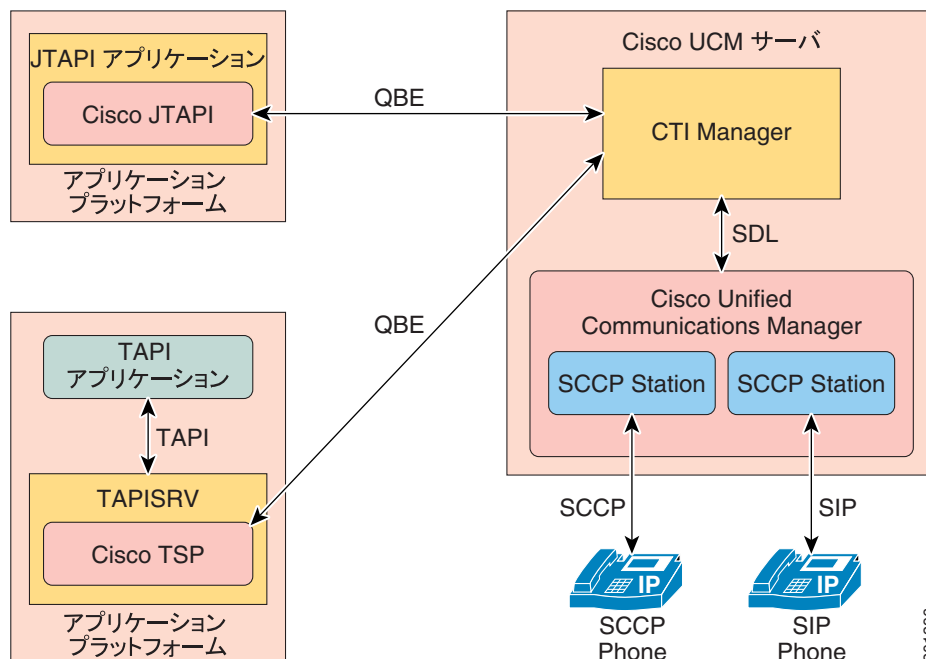 JTAPI アプリケーション
Cisco JTAPI
アプリケーション
プラットフォーム
QBE
Cisco UCM サーバ
CTI Manager
SDL
Cisco Unified
Communications Manager
SCCP Station
SCCP Station
QBE
TAPI
アプリケーション
TAPI
TAPISRV
Cisco TSP
アプリケーション
プラットフォーム
SCCP
SIP
IP
IP
SCCP
Phone
SIP
Phone